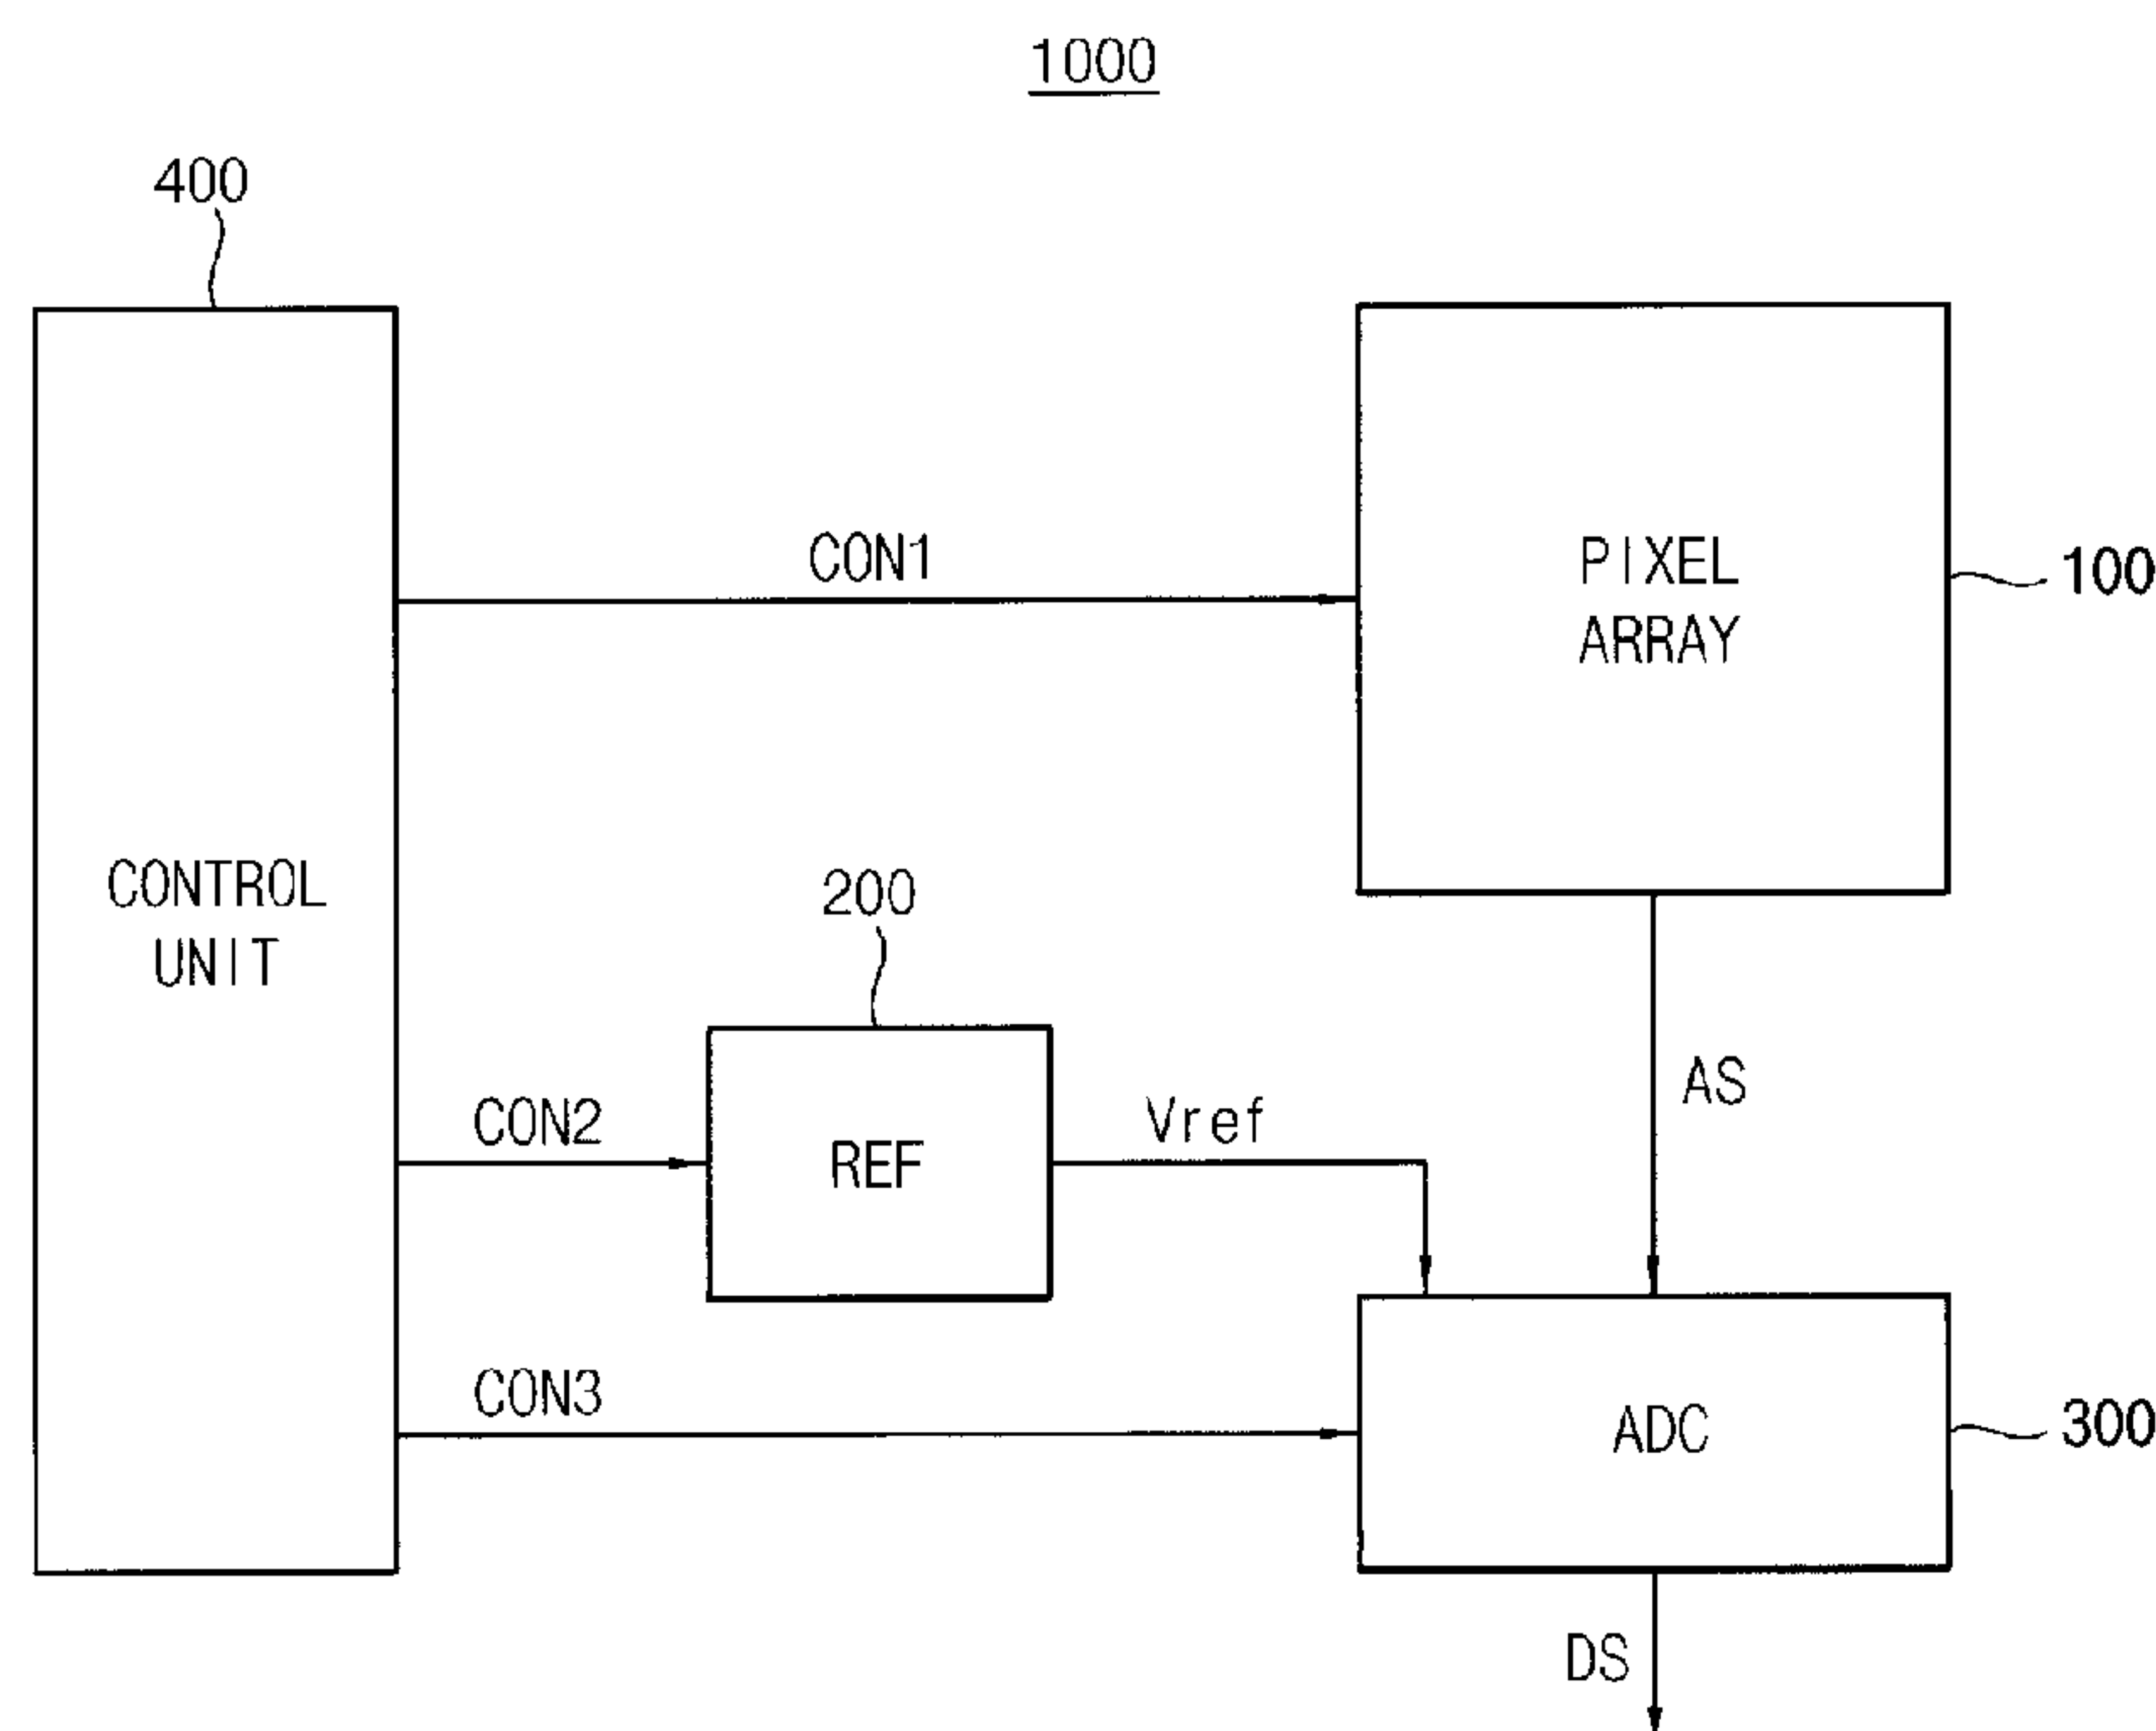 1000
400
CON1
PIXEL
ARRAY
100
CONTROL
UNIT
200
CON2
REF
Vref
AS
CON3
ADC
300
DS